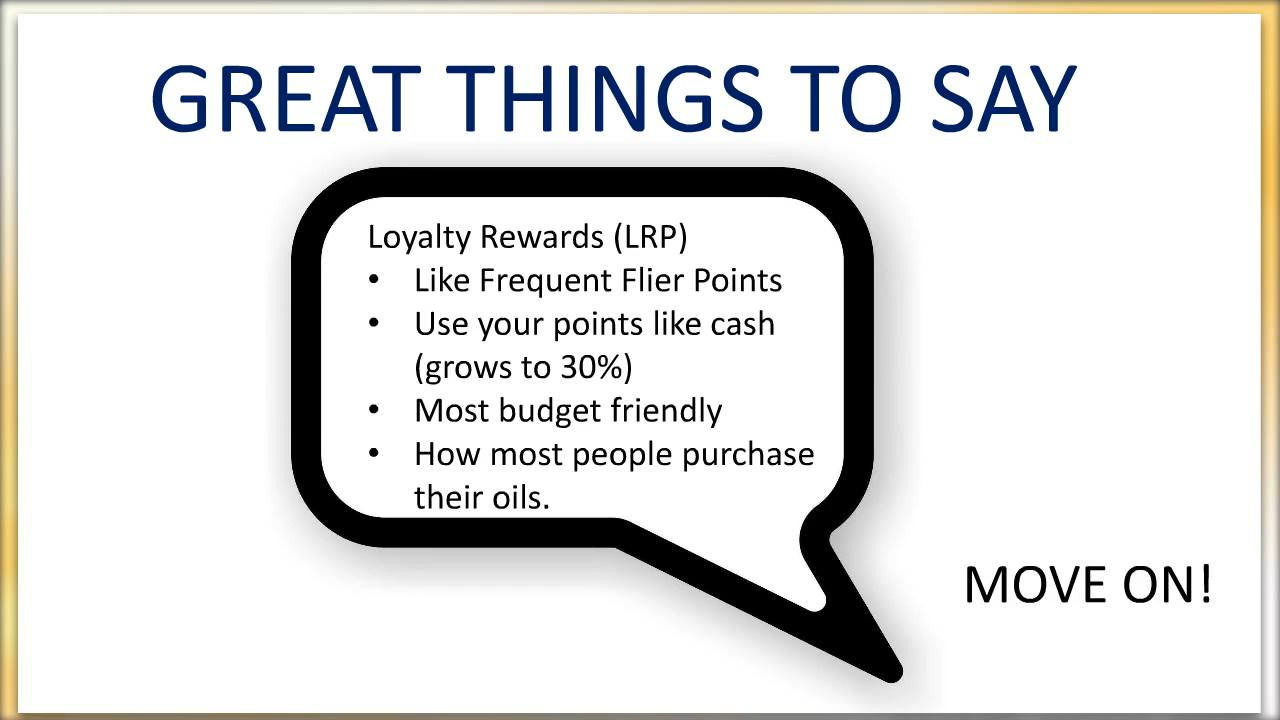 GREAT THINGS TO SAY
Loyalty Rewards (LRP)
• Like Frequent Flier Points
• Use your points like cash
(grows to 30%)
• Most budget friendly
• How most people purchase
their oils.
MOVE ON!